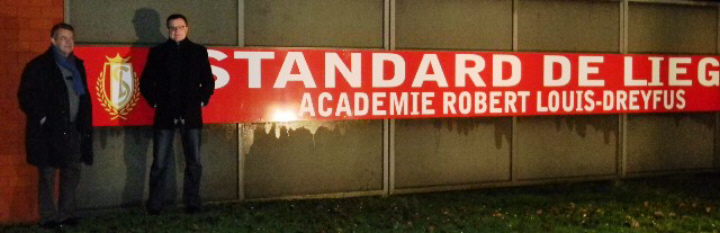 STANDARD DE LIEG
ACADEMIE ROBERT LOUIS-DREYFUS